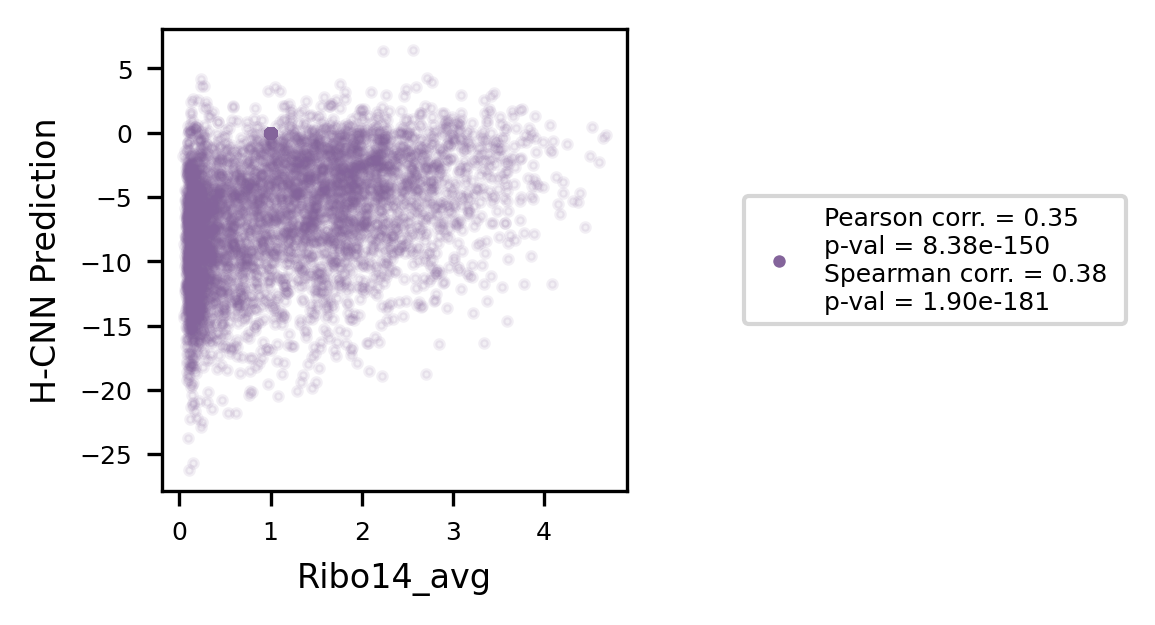 5
0
−5
−10
−15
−20
−25
H-CNN Prediction
0 1 2 3 4
Ribo14_avg
Pearson corr. = 0.35
p-val = 8.38e-150
Spearman corr. = 0.38
p-val = 1.90e-181